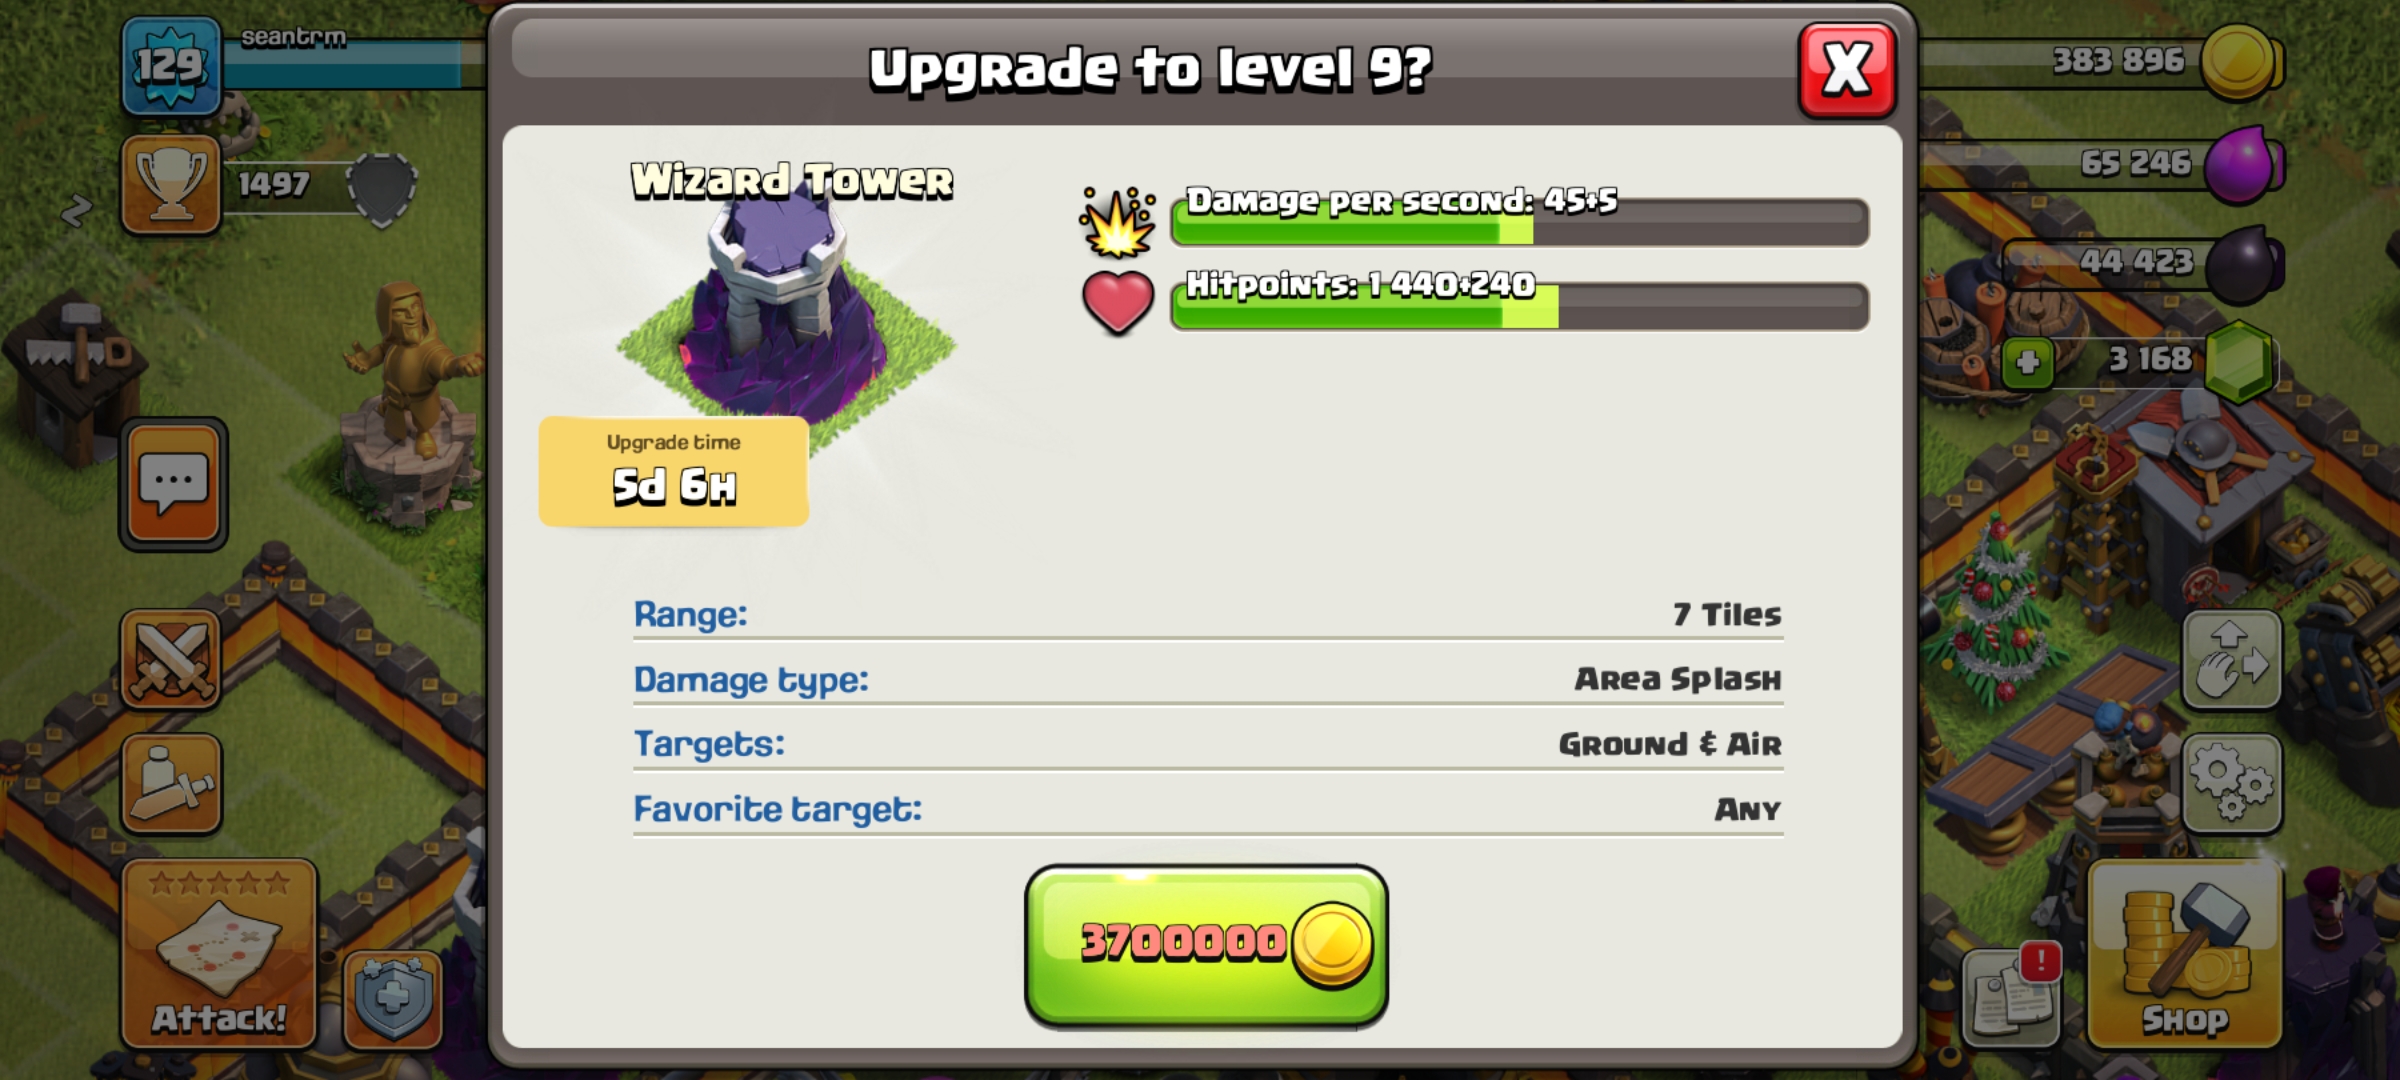 129
seantrm
1497
Upgrade to level 9?
X
383 896
65 246
44 423
3 168
Wizard Tower
Damage per second: 45+5
Hitpoints: 1 440+240
Upgrade time
5d 6H
Range: 7 Tiles
Damage type: Area Splash
Targets: Ground & Air
Favorite target: Any
3700000
Attack!
!
Shop
Z